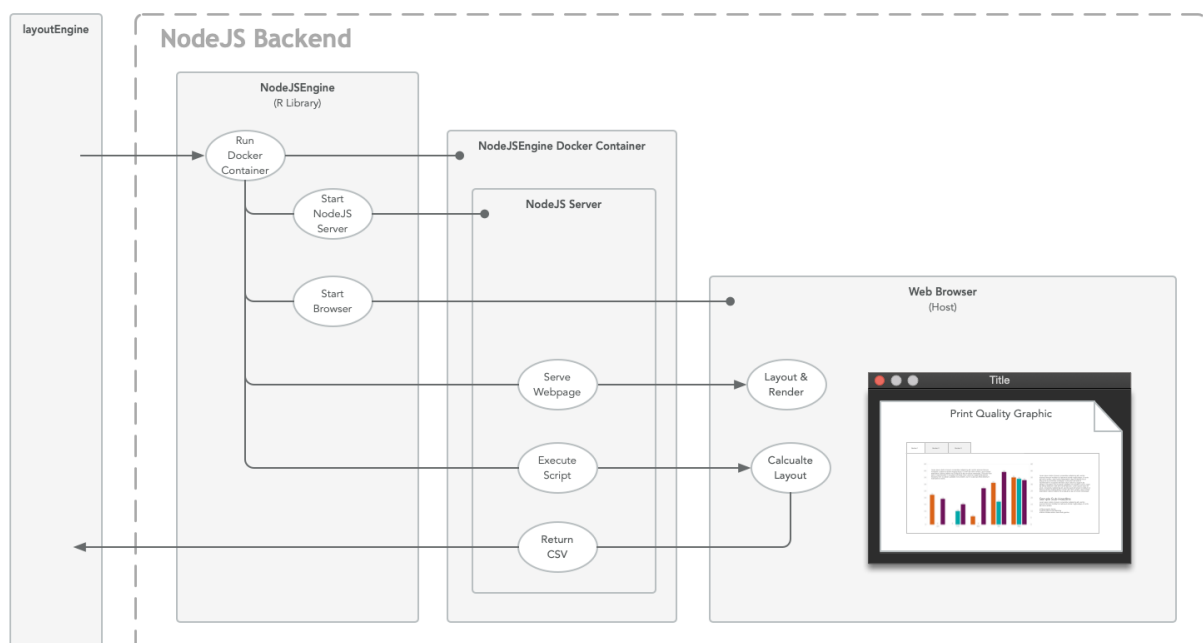 layoutEngine
NodeJS Backend
NodeJSEngine
(R Library)
Run
Docker
Container
NodeJSEngine Docker Container
Start
NodeJS
Server
NodeJS Server
Start
Browser
Web Browser
(Host)
Serve
Webpage
Layout &
Render
Title
Print Quality Graphic
Execute
Script
Calcualte
Layout
Return
CSV